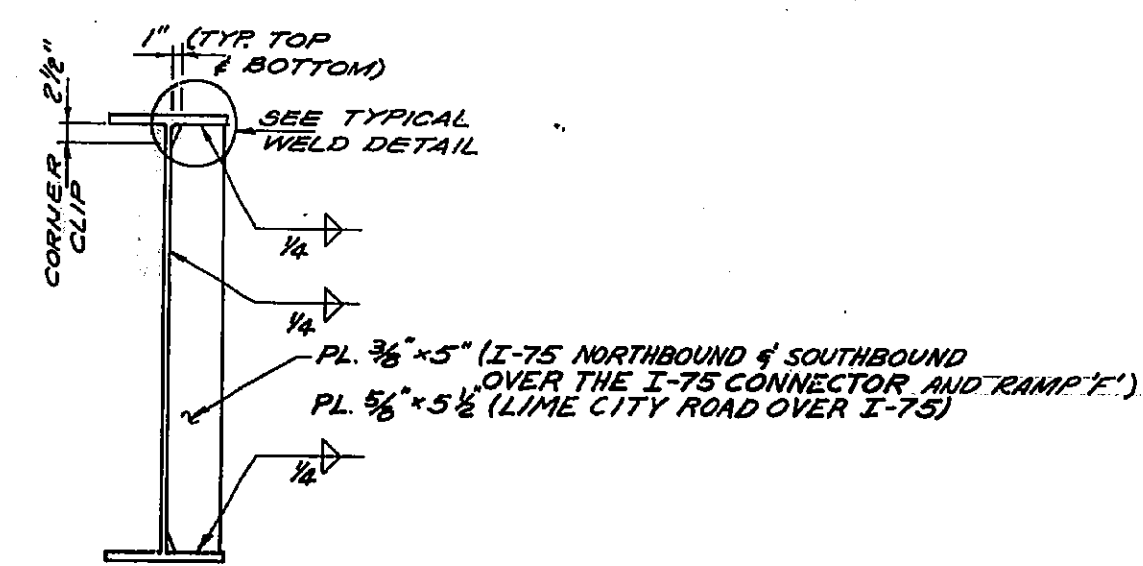 1" (TYP. TOP
& BOTTOM)
2½"
CORNER
CLIP
SEE TYPICAL
WELD DETAIL
¼
¼
PL. ⅜" × 5" (I-75 NORTHBOUND & SOUTHBOUND
OVER THE I-75 CONNECTOR AND RAMP 'F')
PL. ⅝" × 5½" (LIME CITY ROAD OVER I-75)
¼